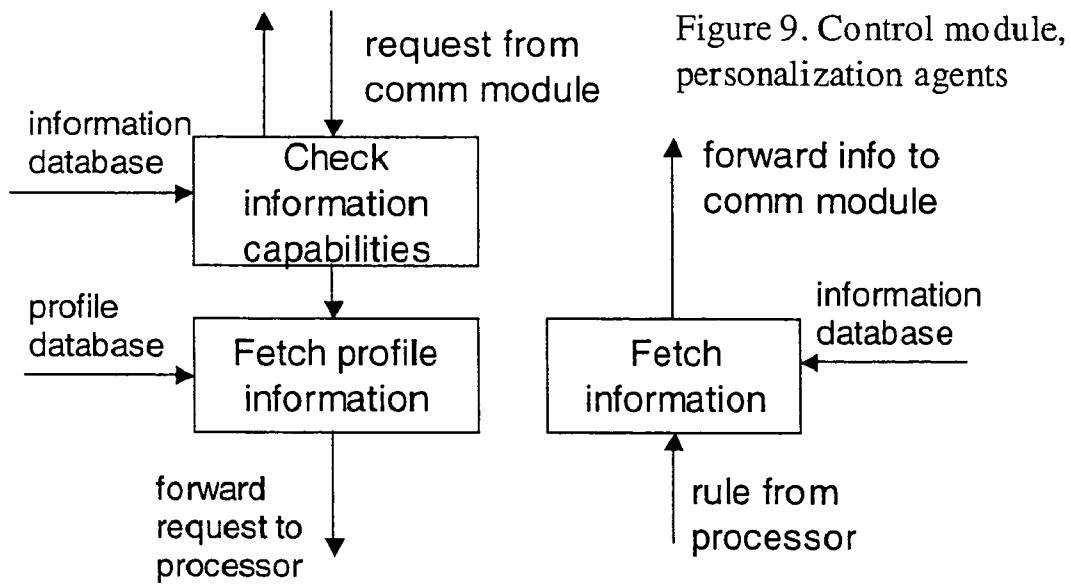 Figure 9. Control module,
personalization agents
request from
comm module
information
database
Check
information
capabilities
profile
database
Fetch profile
information
forward
request to
processor
forward info to
comm module
information
database
Fetch
information
rule from
processor